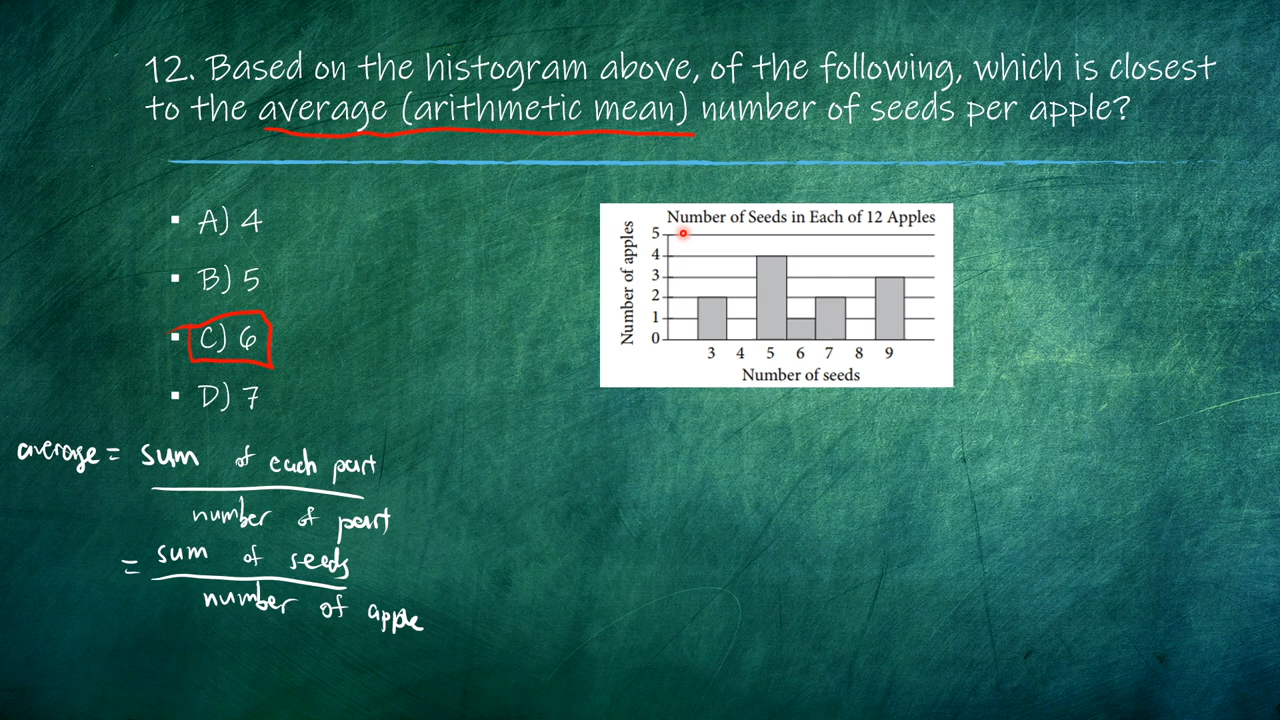 12. Based on the histogram above, of the following, which is closest
to the average (arithmetic mean) number of seeds per apple?
A) 4
B) 5
C) 6
D) 7
Number of Seeds in Each of 12 Apples
Number of apples
5
4
3
2
1
0
3 4 5 6 7 8 9
Number of seeds
average = sum of each part
number of part
= sum of seeds
number of apple